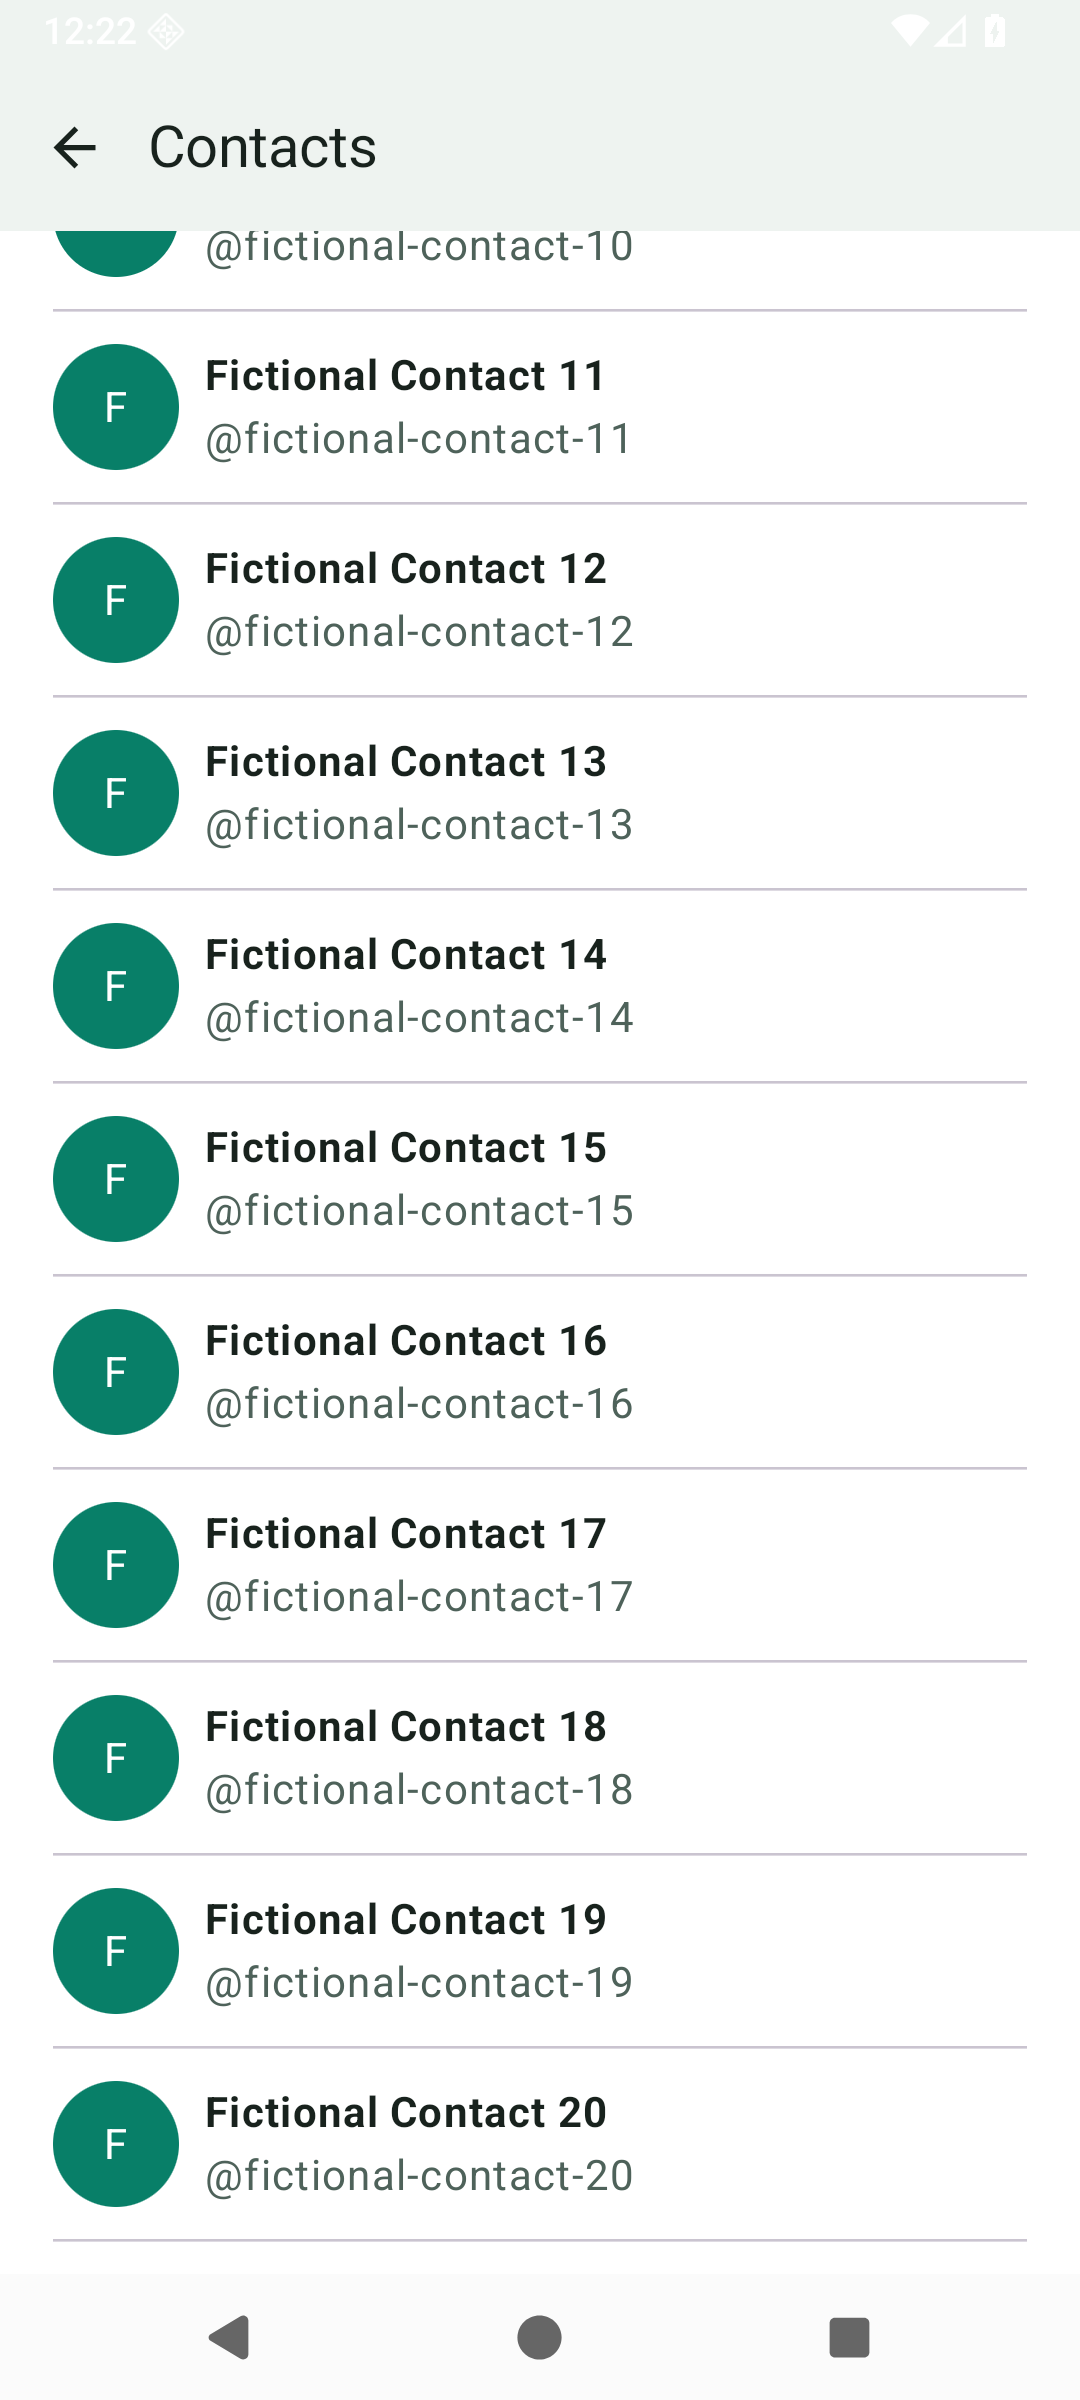 12:22
Contacts
@fictional-contact-10
F
Fictional Contact 11
@fictional-contact-11
F
Fictional Contact 12
@fictional-contact-12
F
Fictional Contact 13
@fictional-contact-13
F
Fictional Contact 14
@fictional-contact-14
F
Fictional Contact 15
@fictional-contact-15
F
Fictional Contact 16
@fictional-contact-16
F
Fictional Contact 17
@fictional-contact-17
F
Fictional Contact 18
@fictional-contact-18
F
Fictional Contact 19
@fictional-contact-19
F
Fictional Contact 20
@fictional-contact-20